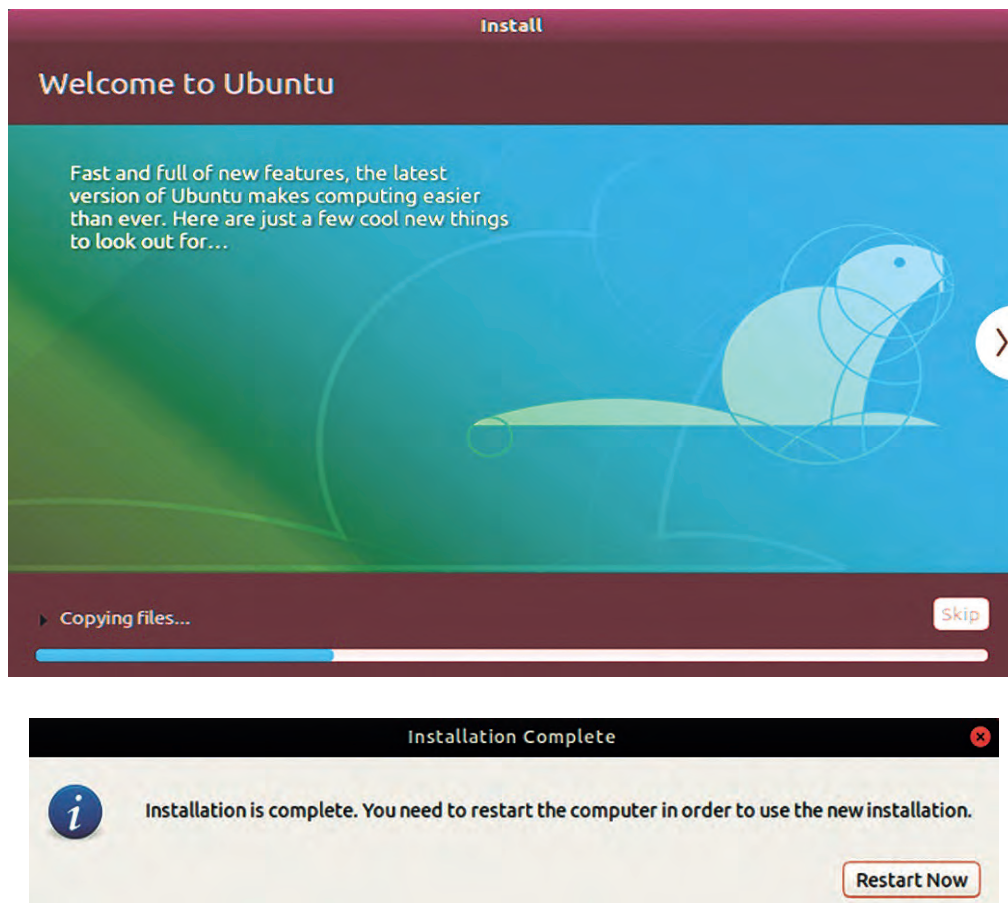 Install
Welcome to Ubuntu
Fast and full of new features, the latest
version of Ubuntu makes computing easier
than ever. Here are just a few cool new things
to look out for...
Copying files...
Skip
Installation Complete
Installation is complete. You need to restart the computer in order to use the new installation.
Restart Now